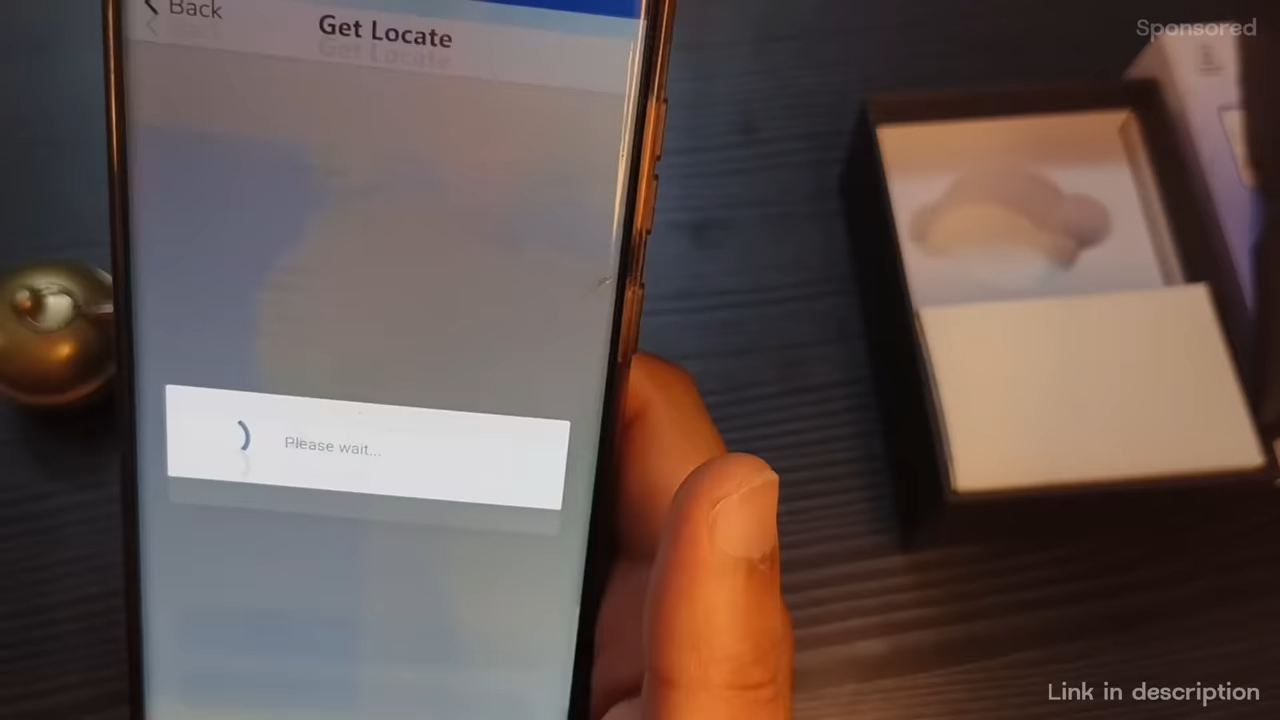 Sponsored
Back
Get Locate
Please wait...
Link in description